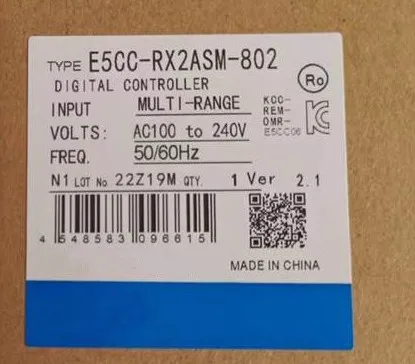 TYPE E5CC-RX2ASM-802
DIGITAL CONTROLLER
Ro
INPUT MULTI-RANGE
VOLTS: AC100 to 240V
FREQ. 50/60Hz
KCC-
REM-
OMR-
E5CC06
N1 LOT No 22Z19M QTY. 1 Ver 2.1
4 548583 096615
MADE IN CHINA